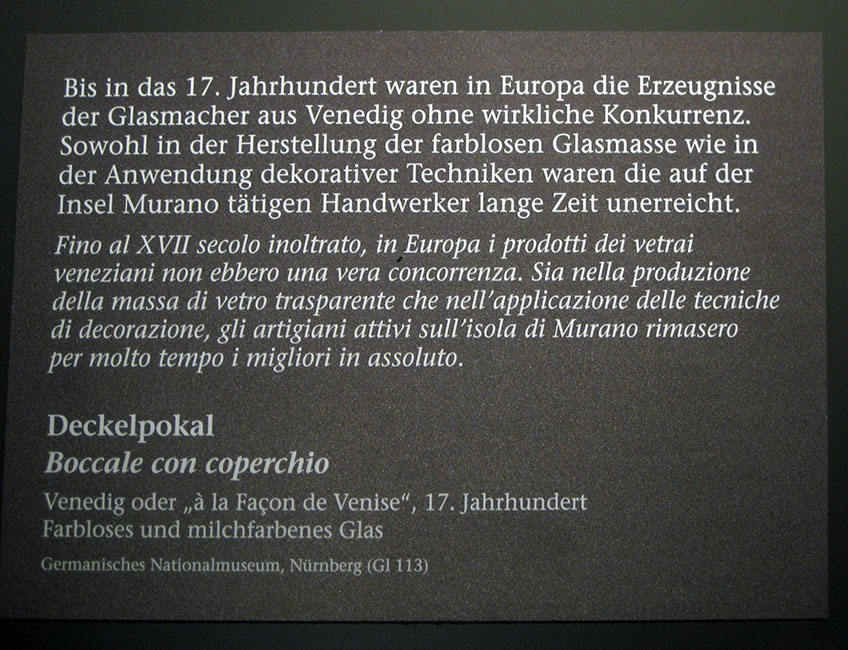 Bis in das 17. Jahrhundert waren in Europa die Erzeugnisse
der Glasmacher aus Venedig ohne wirkliche Konkurrenz.
Sowohl in der Herstellung der farblosen Glasmasse wie in
der Anwendung dekorativer Techniken waren die auf der
Insel Murano tätigen Handwerker lange Zeit unerreicht.
Fino al XVII secolo inoltrato, in Europa i prodotti dei vetrai
veneziani non ebbero una vera concorrenza. Sia nella produzione
della massa di vetro trasparente che nell'applicazione delle tecniche
di decorazione, gli artigiani attivi sull'isola di Murano rimasero
per molto tempo i migliori in assoluto.
Deckelpokal
Boccale con coperchio
Venedig oder „à la Façon de Venise“, 17. Jahrhundert
Farbloses und milchfarbenes Glas
Germanisches Nationalmuseum, Nürnberg (Gl 113)